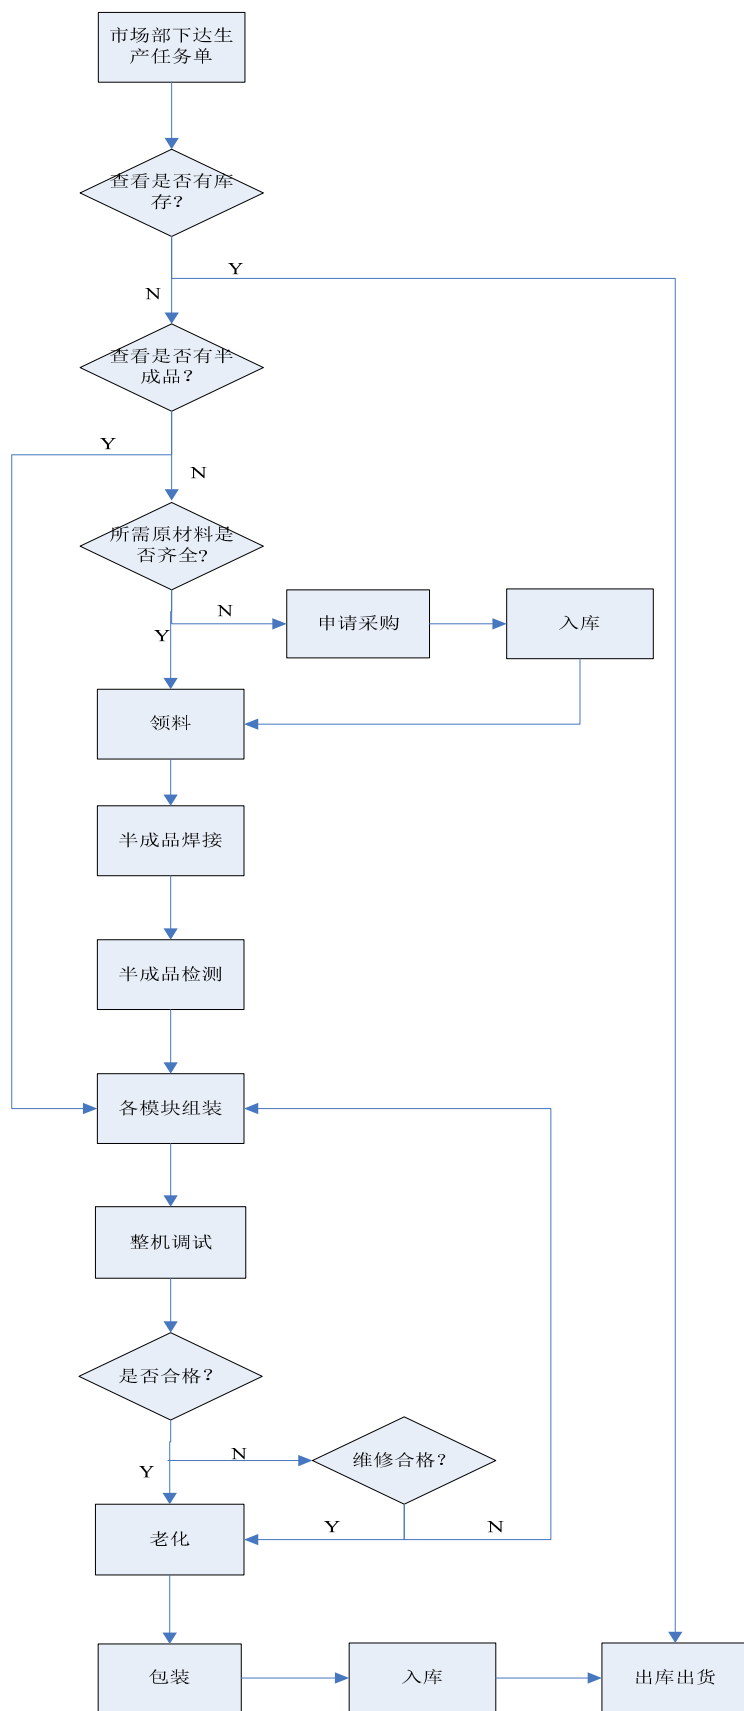 市场部下达生
产任务单
查看是否有库
存?
Y
N
查看是否有半
成品?
Y
N
所需原材料是
否齐全?
N
Y
申请采购
入库
领料
半成品焊接
半成品检测
各模块组装
整机调试
是否合格?
N
Y
维修合格?
Y
N
老化
包装
入库
出库出货